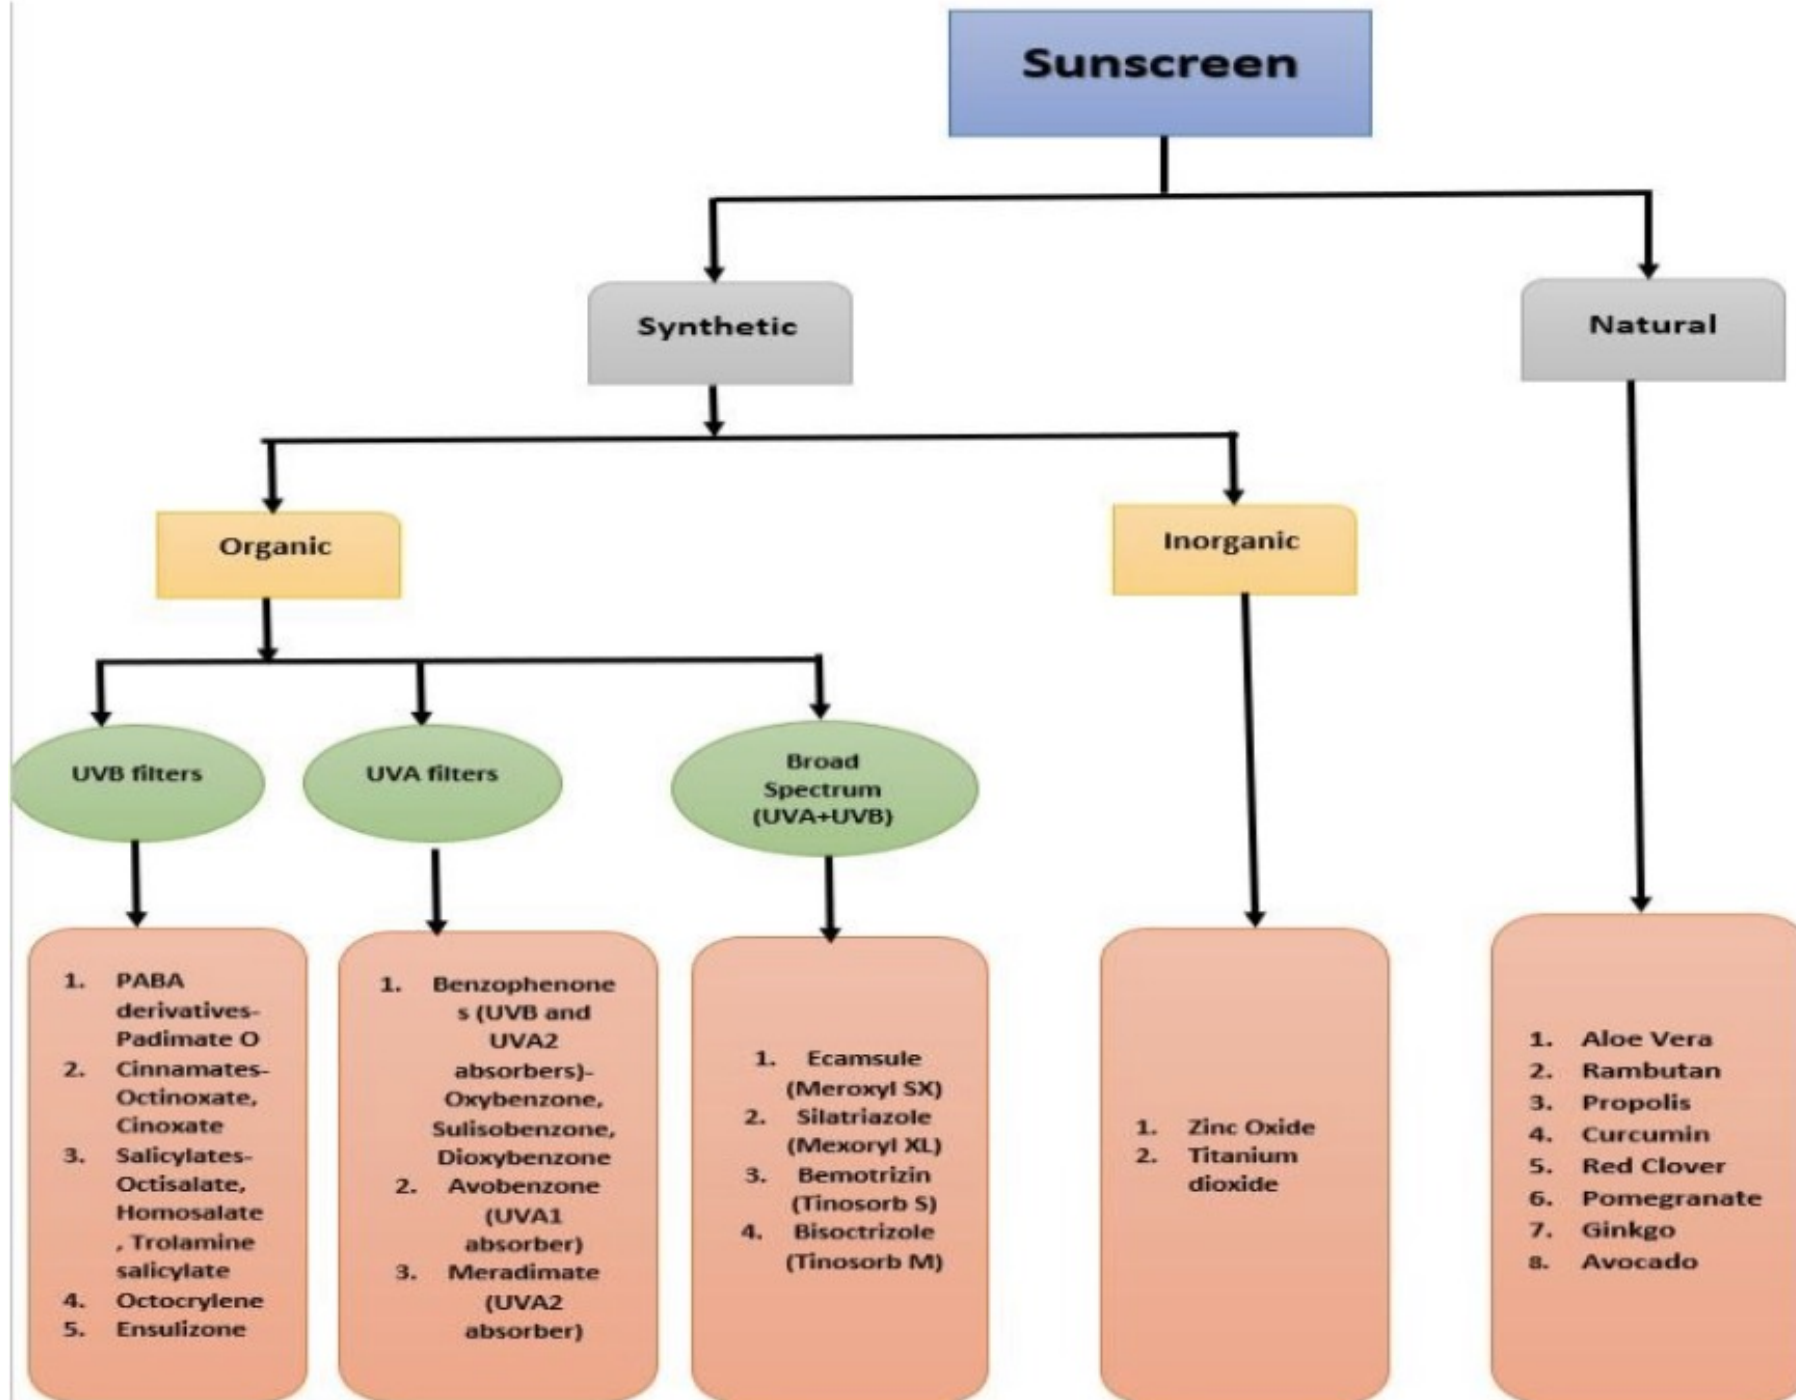 Sunscreen
Synthetic
Natural
Organic
Inorganic
UVB filters
UVA filters
Broad
Spectrum
(UVA+UVB)
1. PABA
derivatives-
Padimate O
2. Cinnamates-
Octinoxate,
Cinoxate
3. Salicylates-
Octisalate,
Homosalate
, Trolamine
salicylate
4. Octocrylene
5. Ensulizone
1. Benzophenone
s (UVB and
UVA2
absorbers)-
Oxybenzone,
Sulisobenzone,
Dioxybenzone
2. Avobenzone
(UVA1
absorber)
3. Meradimate
(UVA2
absorber)
1. Ecamsule
(Meroxyl SX)
2. Silatriazole
(Mexoryl XL)
3. Bemotrizin
(Tinosorb S)
4. Bisoctrizole
(Tinosorb M)
1. Zinc Oxide
2. Titanium
dioxide
1. Aloe Vera
2. Rambutan
3. Propolis
4. Curcumin
5. Red Clover
6. Pomegranate
7. Ginkgo
8. Avocado